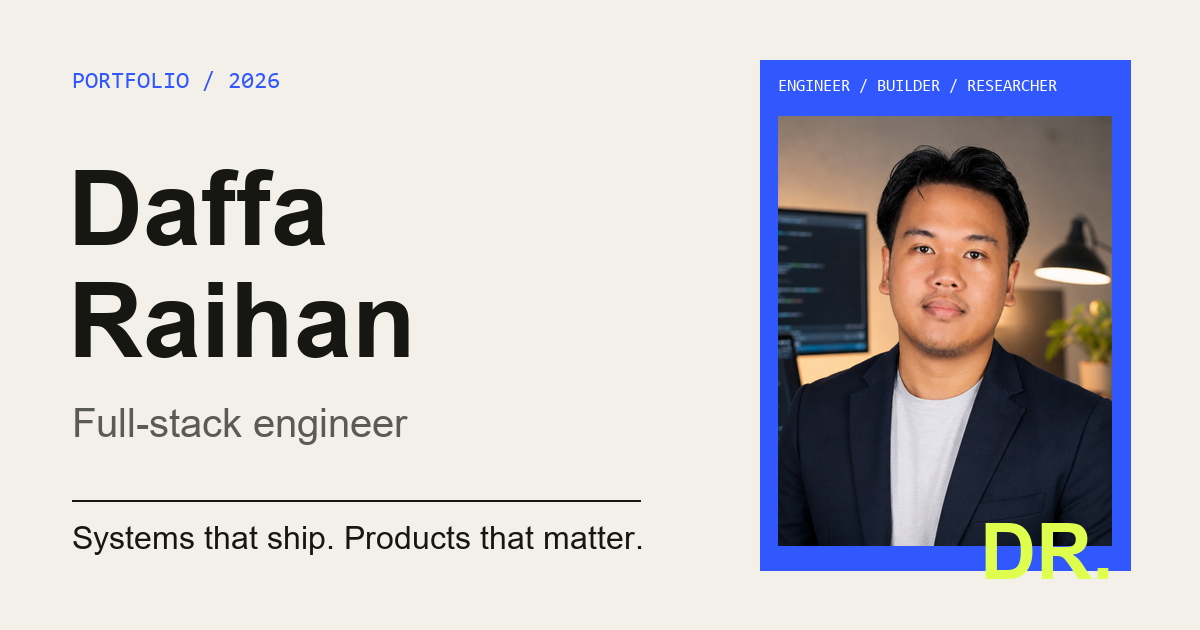 PORTFOLIO / 2026
Daffa
Raihan
Full-stack engineer
Systems that ship. Products that matter.
ENGINEER / BUILDER / RESEARCHER
DR.